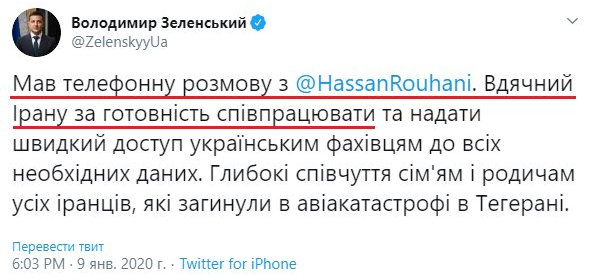 Володимир Зеленський
@ZelenskyyUa
Мав телефонну розмову з @HassanRouhani. Вдячний
Ірану за готовність співпрацювати та надати
швидкий доступ українським фахівцям до всіх
необхідних даних. Глибокі співчуття сім'ям і родичам
усіх іранців, які загинули в авіакатастрофі в Тегерані.
Перевести твит
6:03 PM · 9 янв. 2020 г. · Twitter for iPhone